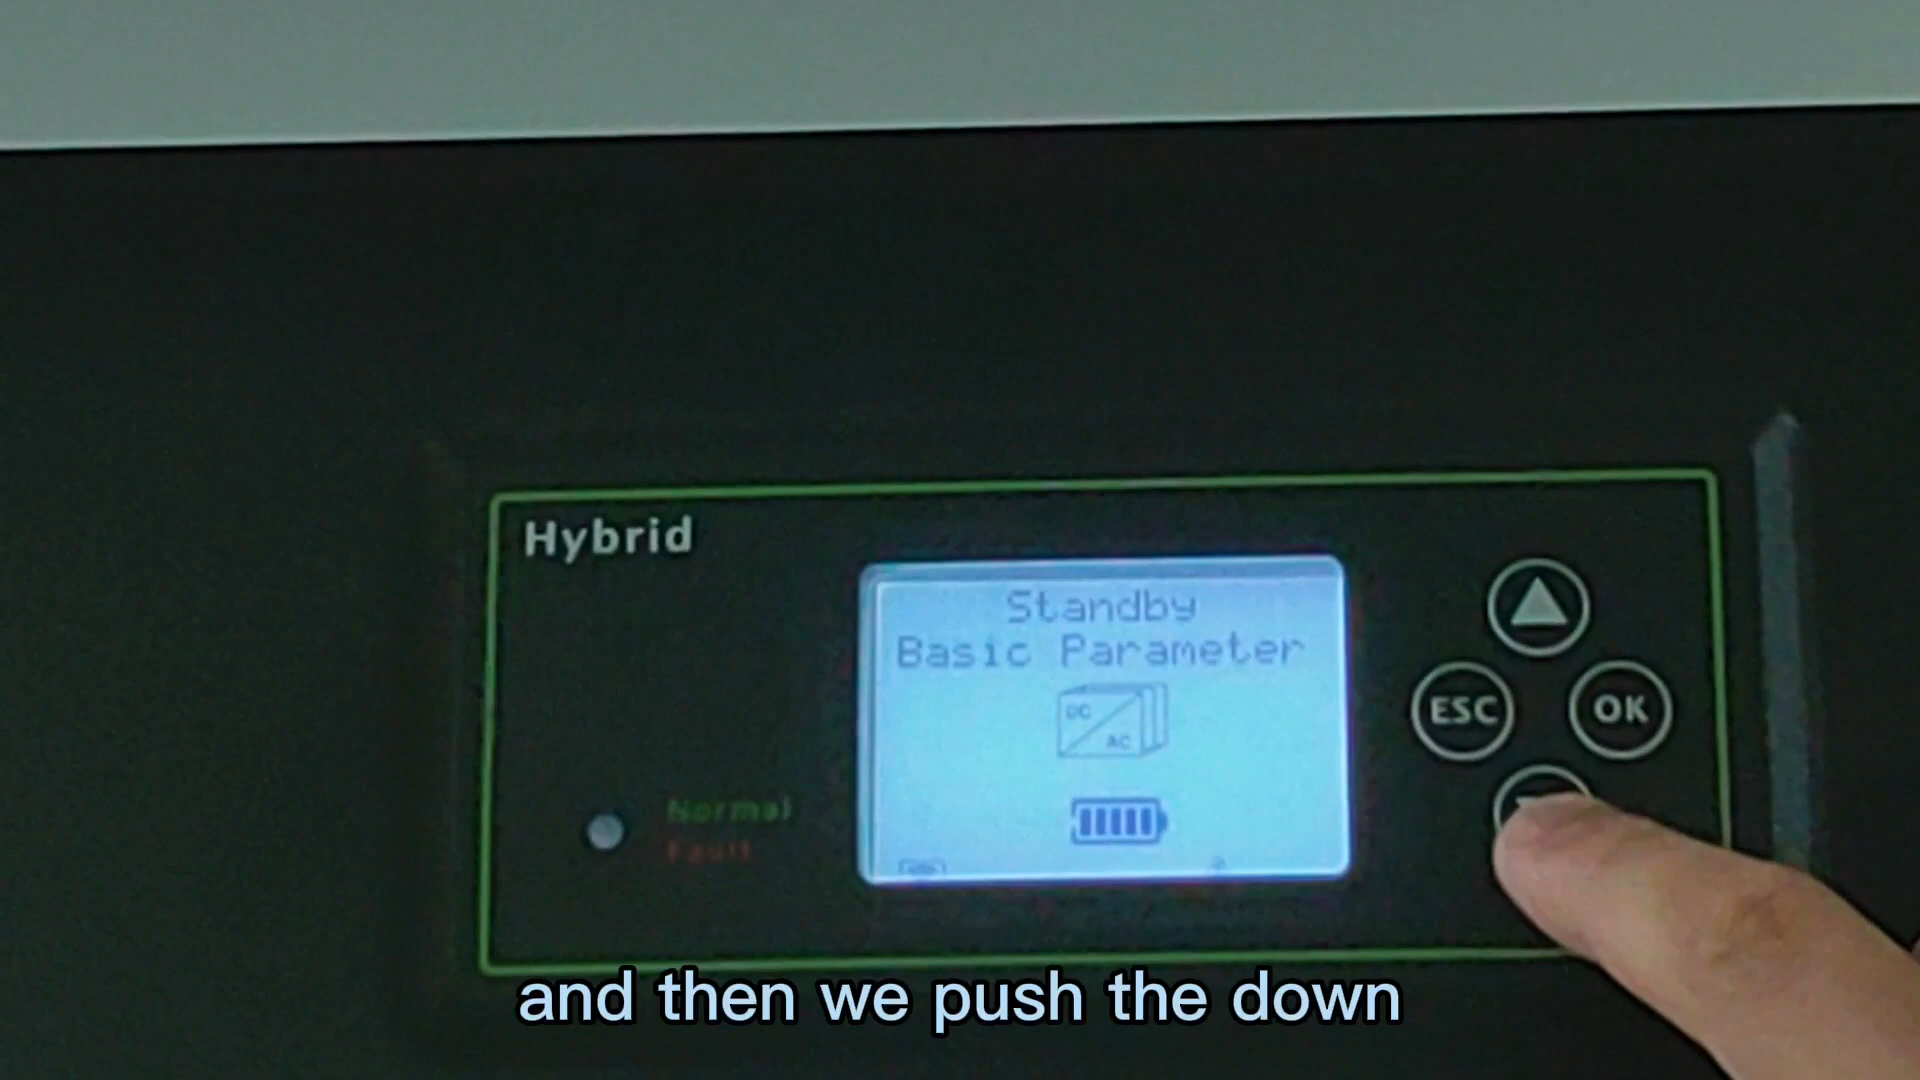 Hybrid
Standby
Basic Parameter
DC
AC
ESC
OK
Normal
Fault
and then we push the down